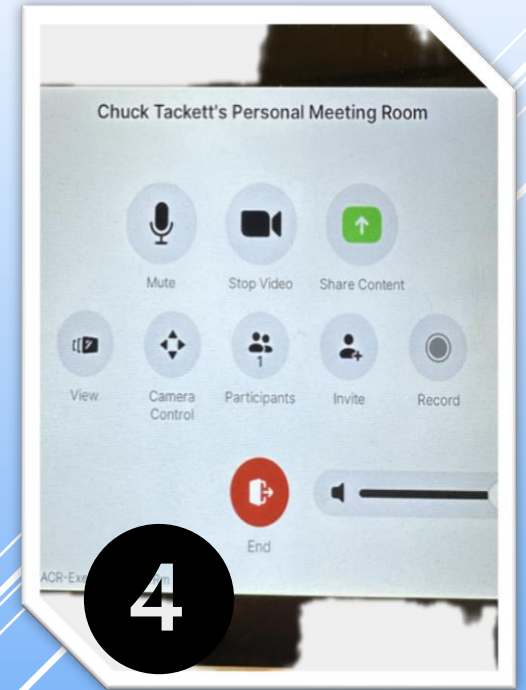 Chuck Tackett's Personal Meeting Room
Mute Stop Video Share Content
1
View Camera Control Participants Invite Record
End
4